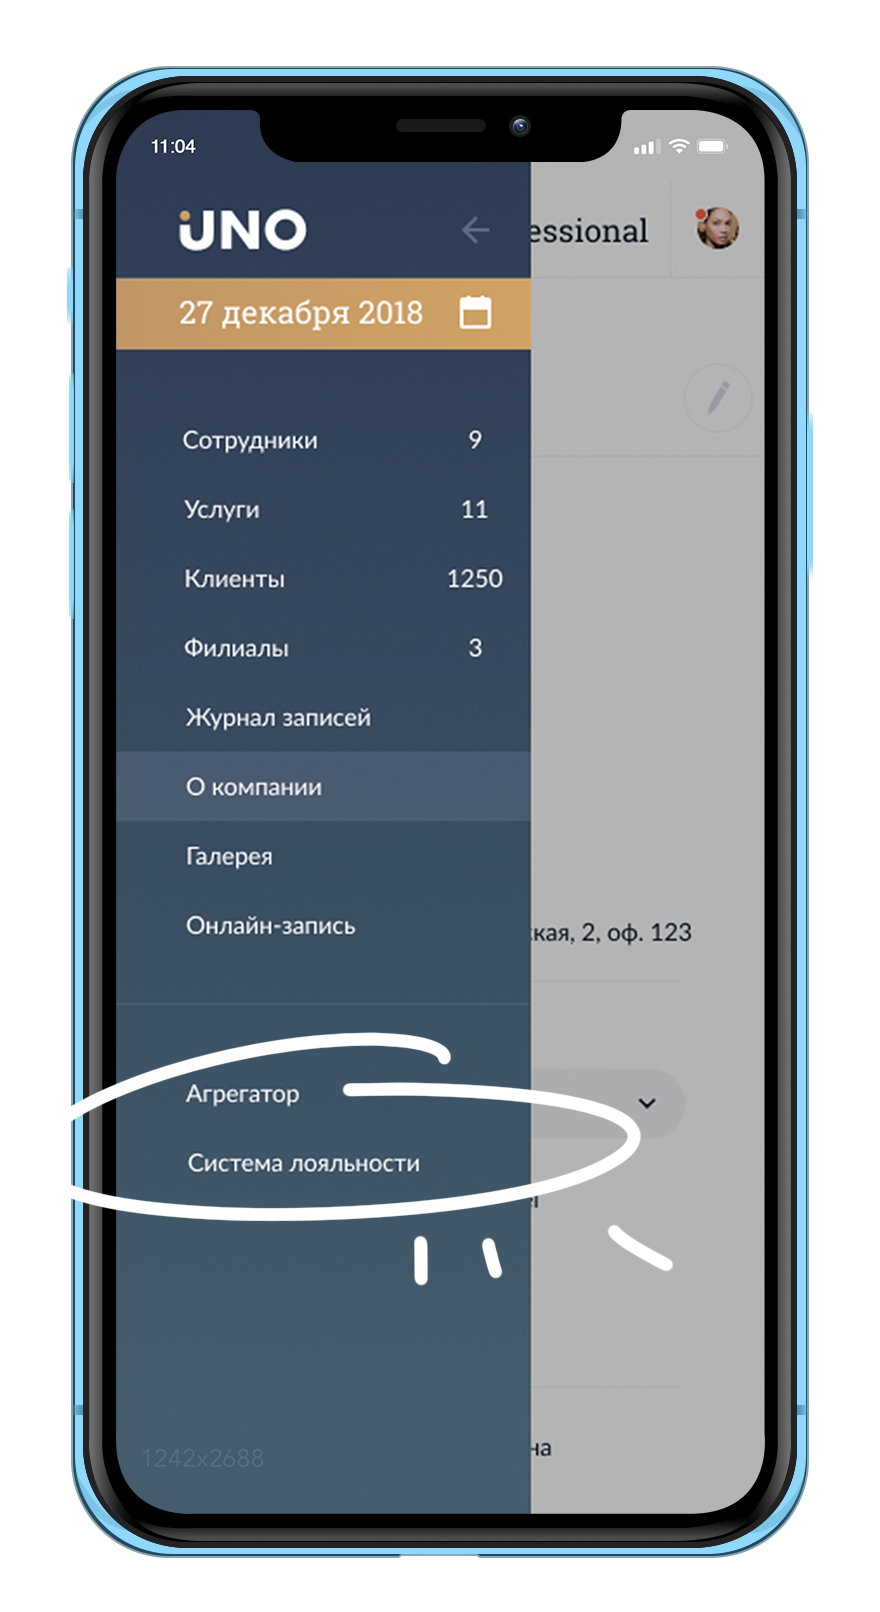 11:04
UNO
essional
27 декабря 2018
Сотрудники 9
Услуги 11
Клиенты 1250
Филиалы 3
Журнал записей
О компании
Галерея
Онлайн-запись
кая, 2, оф. 123
Агрегатор
Система лояльности
на
1242x2688